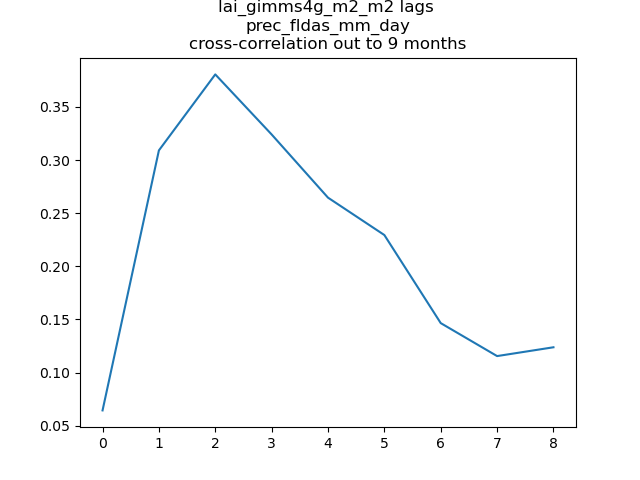 lai_gimms4g_m2_m2 lags
prec_fldas_mm_day
cross-correlation out to 9 months
0.35
0.30
0.25
0.20
0.15
0.10
0.05
0 1 2 3 4 5 6 7 8